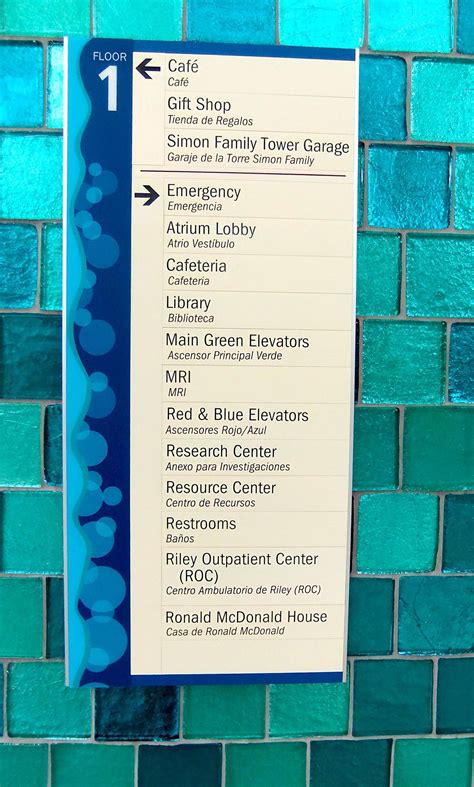 FLOOR
1
Café
Café
Gift Shop
Tienda de Regalos
Simon Family Tower Garage
Garaje de la Torre Simon Family
Emergency
Emergencia
Atrium Lobby
Atrio Vestíbulo
Cafeteria
Cafeteria
Library
Biblioteca
Main Green Elevators
Ascensor Principal Verde
MRI
MRI
Red & Blue Elevators
Ascensores Rojo/Azul
Research Center
Anexo para Investigaciones
Resource Center
Centro de Recursos
Restrooms
Baños
Riley Outpatient Center
(ROC)
Centro Ambulatorio de Riley (ROC)
Ronald McDonald House
Casa de Ronald McDonald